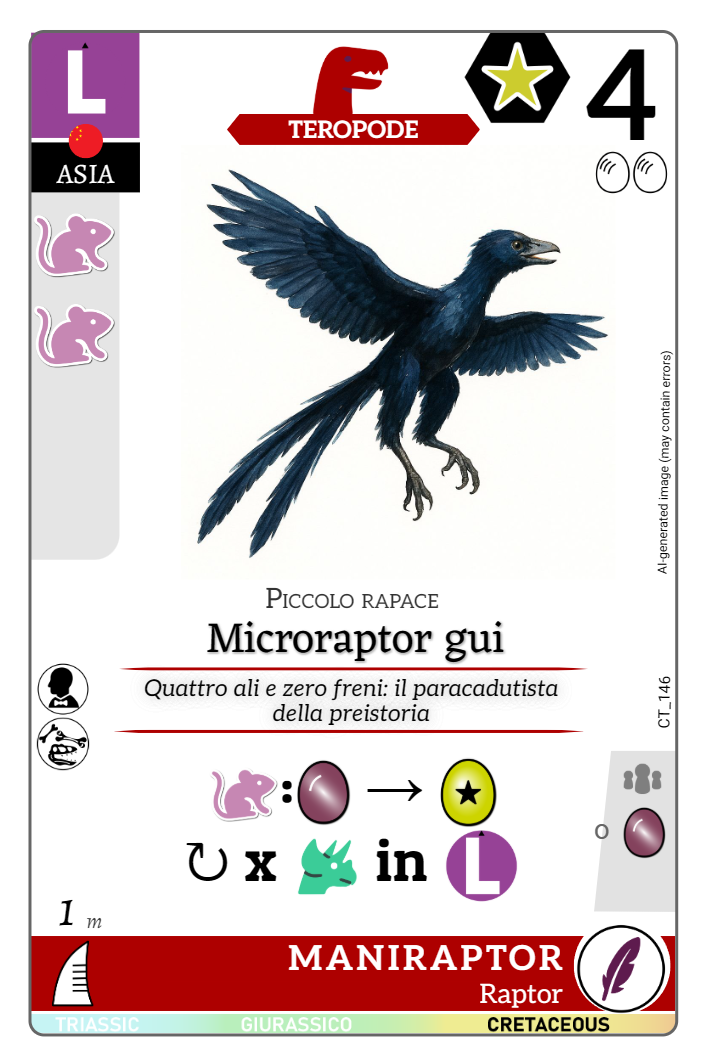 L
ASIA
TEROPODE
4
AI-generated image (may contain errors)
PICCOLO RAPACE
Microraptor gui
Quattro ali e zero freni: il paracadutista
della preistoria
CT_146
: →
↻ x in L
o
1 m
MANIRAPTOR
Raptor
TRIASSIC GIURASSICO CRETACEOUS